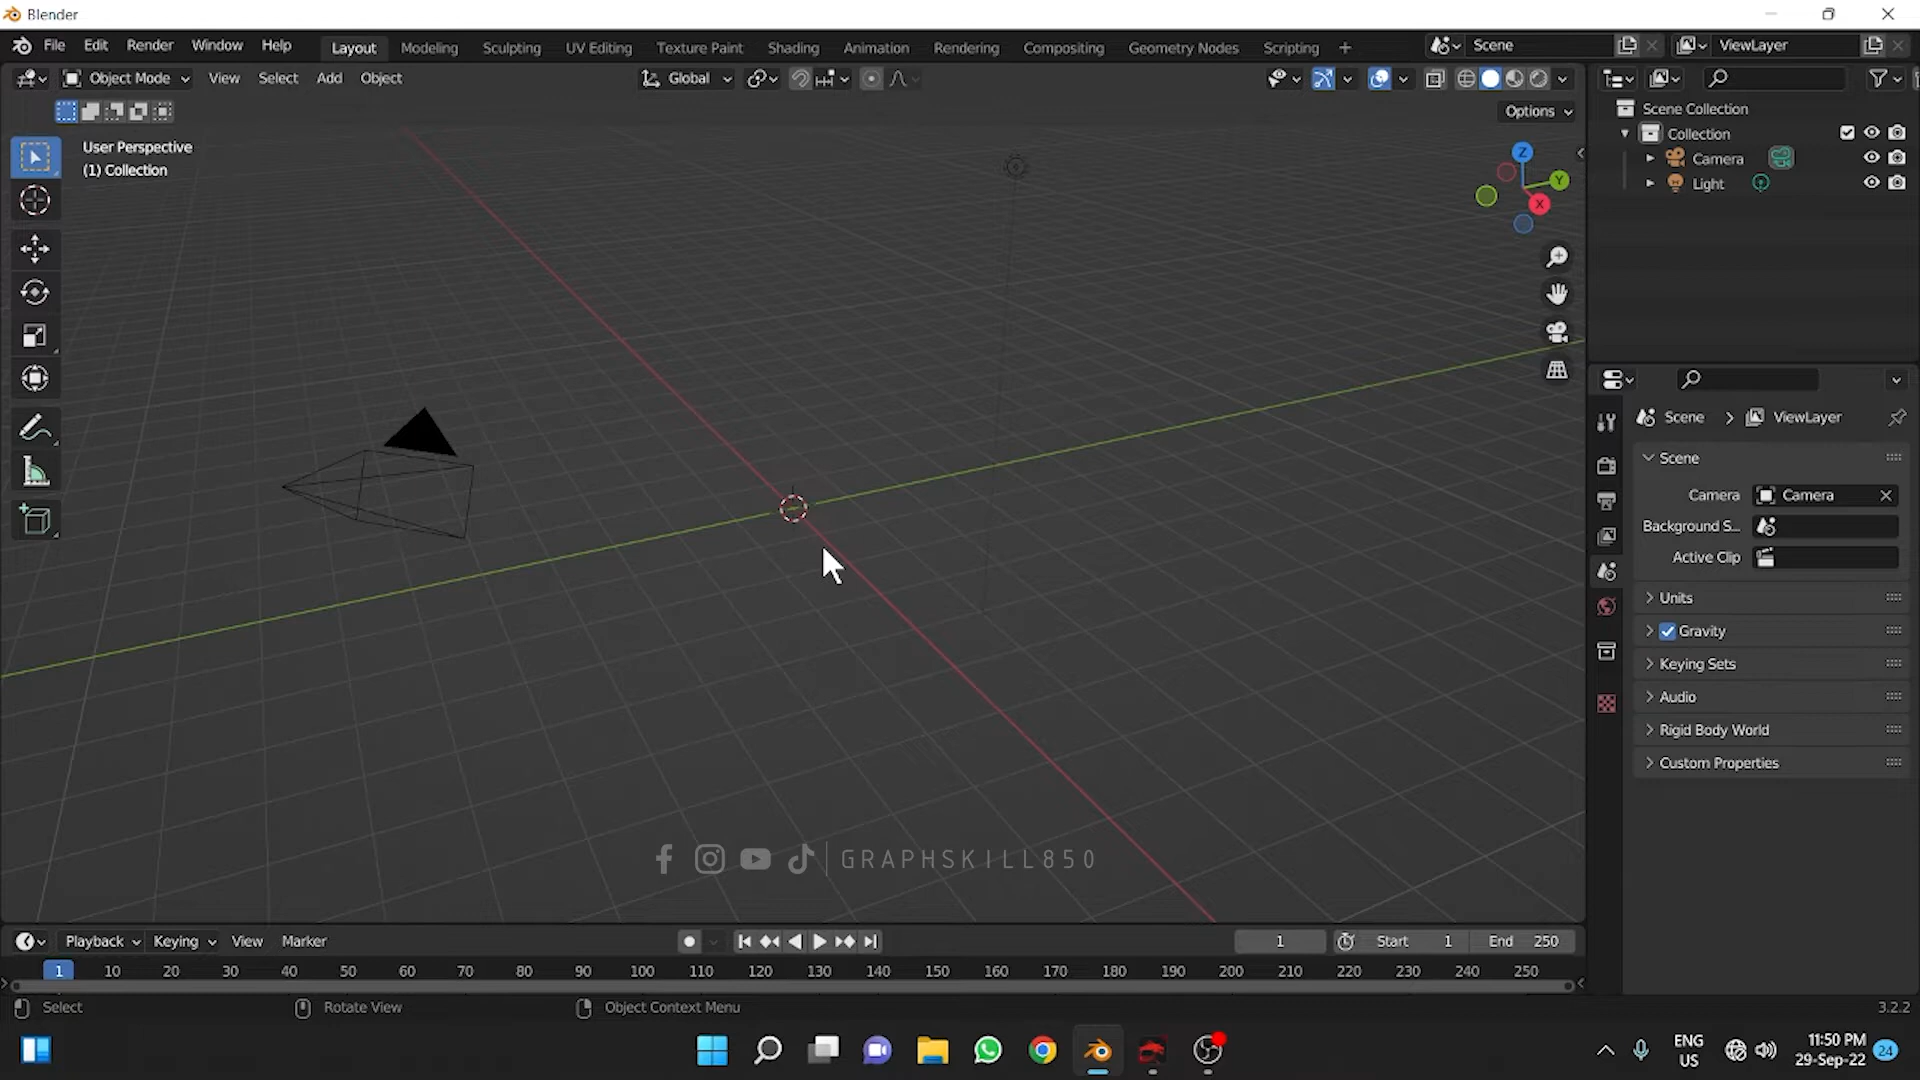 Blender
File Edit Render Window Help Layout Modeling Sculpting UV Editing Texture Paint Shading Animation Rendering Compositing Geometry Nodes Scripting + Scene ViewLayer
Object Mode View Select Add Object Global
Options
User Perspective
(1) Collection
Z
Y
X
Scene Collection
Collection
Camera
Light
Scene > ViewLayer
Scene
Camera Camera
Background S...
Active Clip
Units
Gravity
Keying Sets
Audio
Rigid Body World
Custom Properties
GRAPHSKILL850
Playback Keying View Marker 1 Start 1 End 250
1 10 20 30 40 50 60 70 80 90 100 110 120 130 140 150 160 170 180 190 200 210 220 230 240 250
Select Rotate View Object Context Menu 3.2.2
ENG
US
11:50 PM
29-Sep-22
24